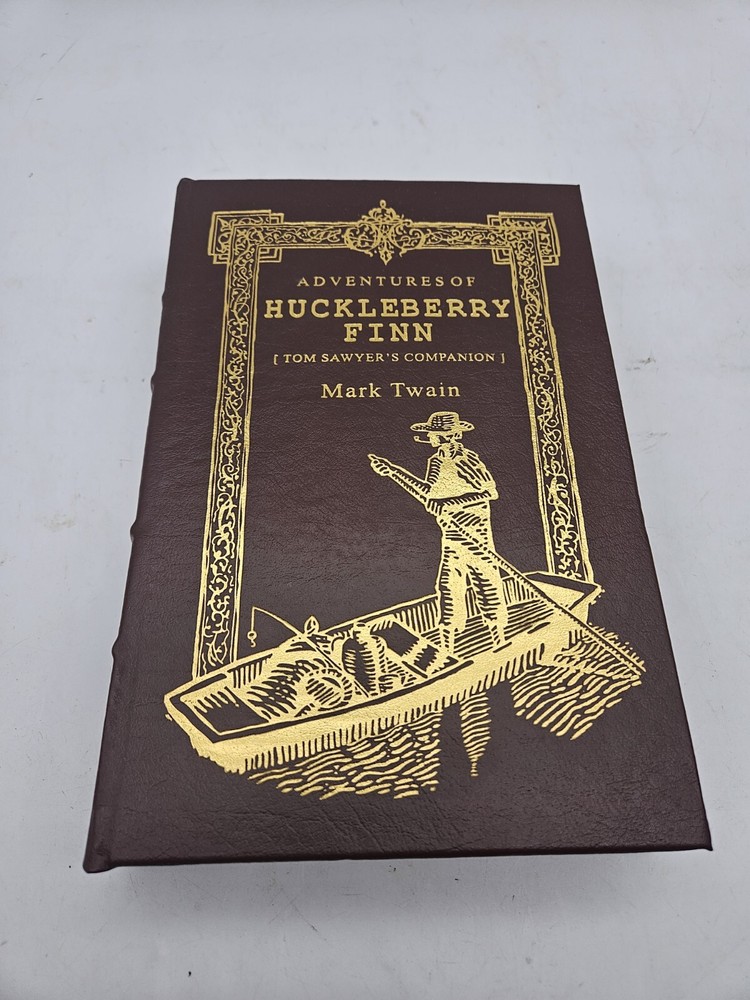 ADVENTURES OF
HUCKLEBERRY
FINN
[ TOM SAWYER'S COMPANION ]
Mark Twain